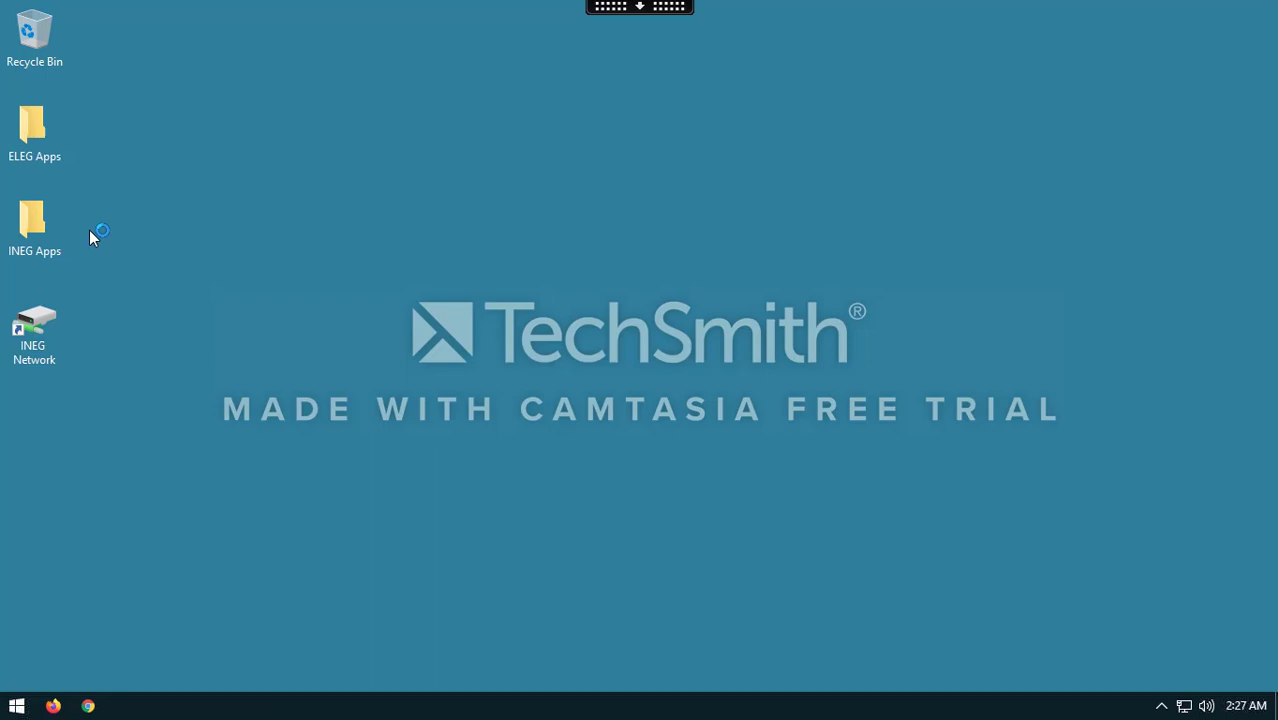 Recycle Bin
ELEG Apps
INEG Apps
INEG
Network
TechSmith®
MADE WITH CAMTASIA FREE TRIAL
2:27 AM